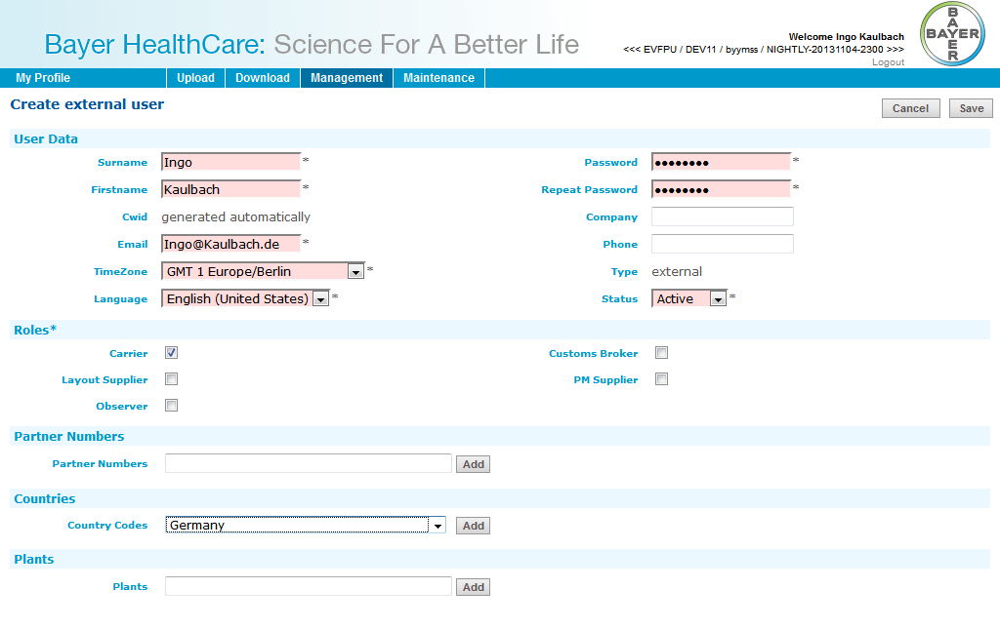 Bayer HealthCare: Science For A Better Life
Welcome Ingo Kaulbach
<<< EVFPU / DEV11 / byymss / NIGHTLY-20131104-2300 >>>
Logout
BAYER
BAYER
My Profile Upload Download Management Maintenance
Create external user Cancel Save
User Data
Surname Ingo * Password ●●●●●●●● *
Firstname Kaulbach * Repeat Password ●●●●●●●● *
Cwid generated automatically Company
Email Ingo@Kaulbach.de * Phone
TimeZone GMT 1 Europe/Berlin * Type external
Language English (United States) * Status Active *
Roles*
Carrier Customs Broker
Layout Supplier PM Supplier
Observer
Partner Numbers
Partner Numbers Add
Countries
Country Codes Germany Add
Plants
Plants Add